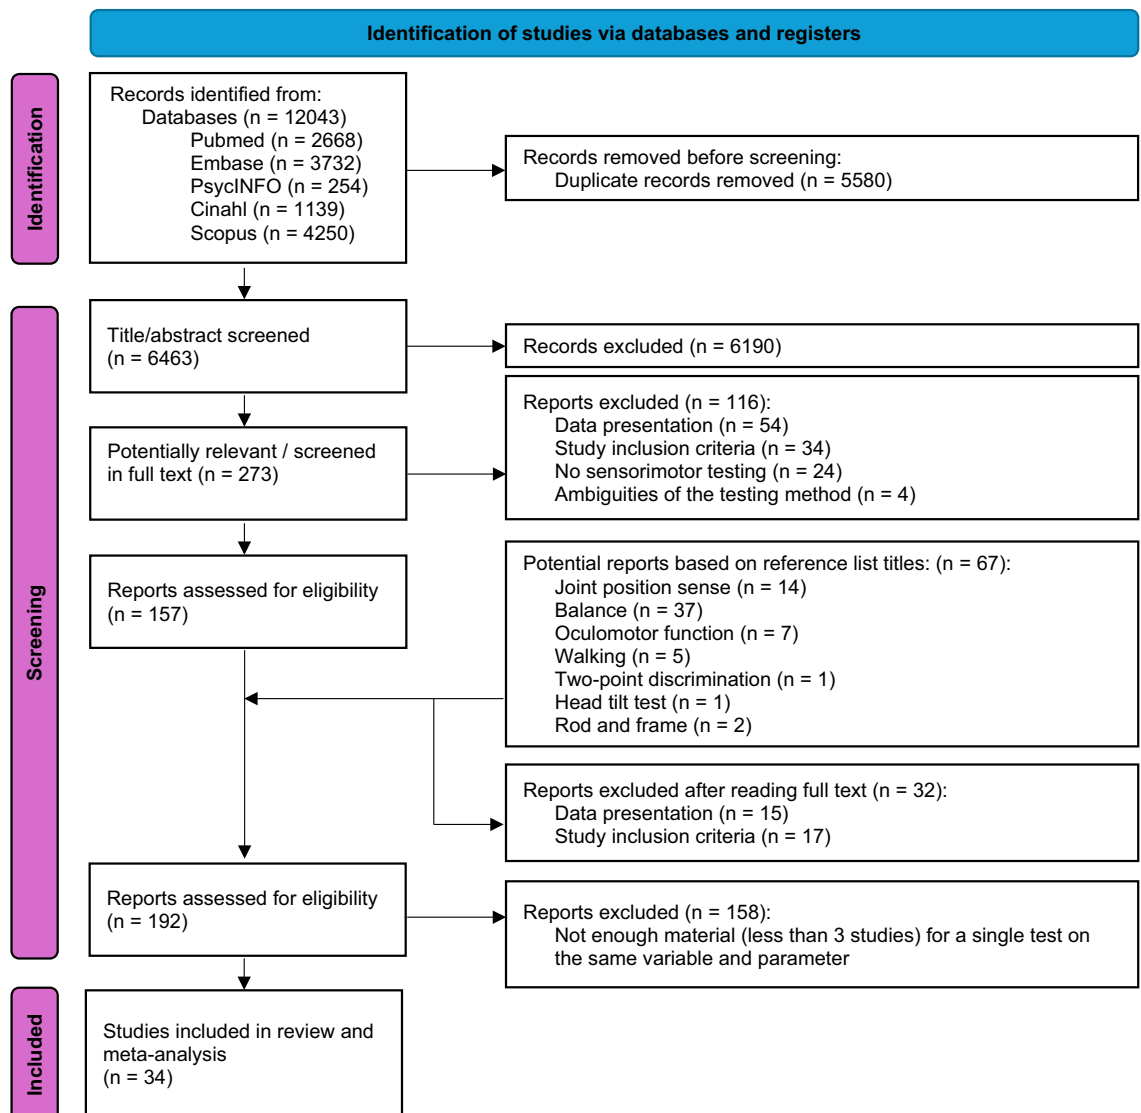 Identification of studies via databases and registers
Identification
Records identified from:
Databases (n = 12043)
Pubmed (n = 2668)
Embase (n = 3732)
PsycINFO (n = 254)
Cinahl (n = 1139)
Scopus (n = 4250)
Records removed before screening:
Duplicate records removed (n = 5580)
Screening
Title/abstract screened
(n = 6463)
Records excluded (n = 6190)
Potentially relevant / screened
in full text (n = 273)
Reports excluded (n = 116):
Data presentation (n = 54)
Study inclusion criteria (n = 34)
No sensorimotor testing (n = 24)
Ambiguities of the testing method (n = 4)
Reports assessed for eligibility
(n = 157)
Potential reports based on reference list titles: (n = 67):
Joint position sense (n = 14)
Balance (n = 37)
Oculomotor function (n = 7)
Walking (n = 5)
Two-point discrimination (n = 1)
Head tilt test (n = 1)
Rod and frame (n = 2)
Reports excluded after reading full text (n = 32):
Data presentation (n = 15)
Study inclusion criteria (n = 17)
Reports assessed for eligibility
(n = 192)
Reports excluded (n = 158):
Not enough material (less than 3 studies) for a single test on
the same variable and parameter
Included
Studies included in review and
meta-analysis
(n = 34)